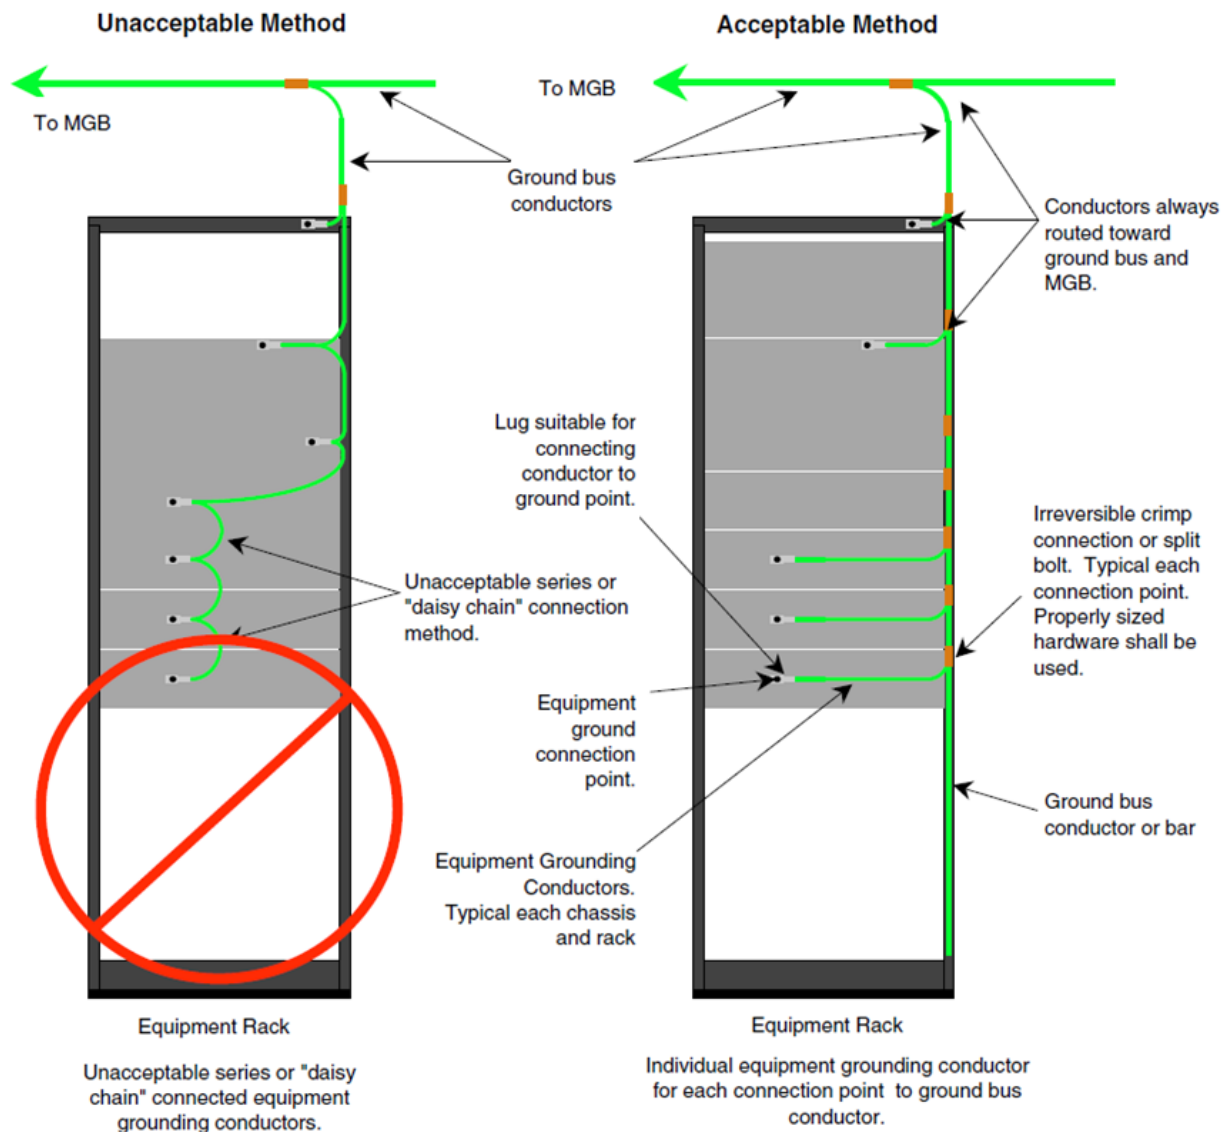 Unacceptable Method
Acceptable Method
To MGB
To MGB
Ground bus
conductors
Conductors always
routed toward
ground bus and
MGB.
Lug suitable for
connecting
conductor to
ground point.
Irreversible crimp
connection or split
bolt. Typical each
connection point.
Properly sized
hardware shall be
used.
Unacceptable series or
"daisy chain" connection
method.
Equipment
ground
connection
point.
Ground bus
conductor or bar
Equipment Grounding
Conductors.
Typical each chassis
and rack
Equipment Rack
Equipment Rack
Unacceptable series or "daisy
chain" connected equipment
grounding conductors.
Individual equipment grounding conductor
for each connection point to ground bus
conductor.